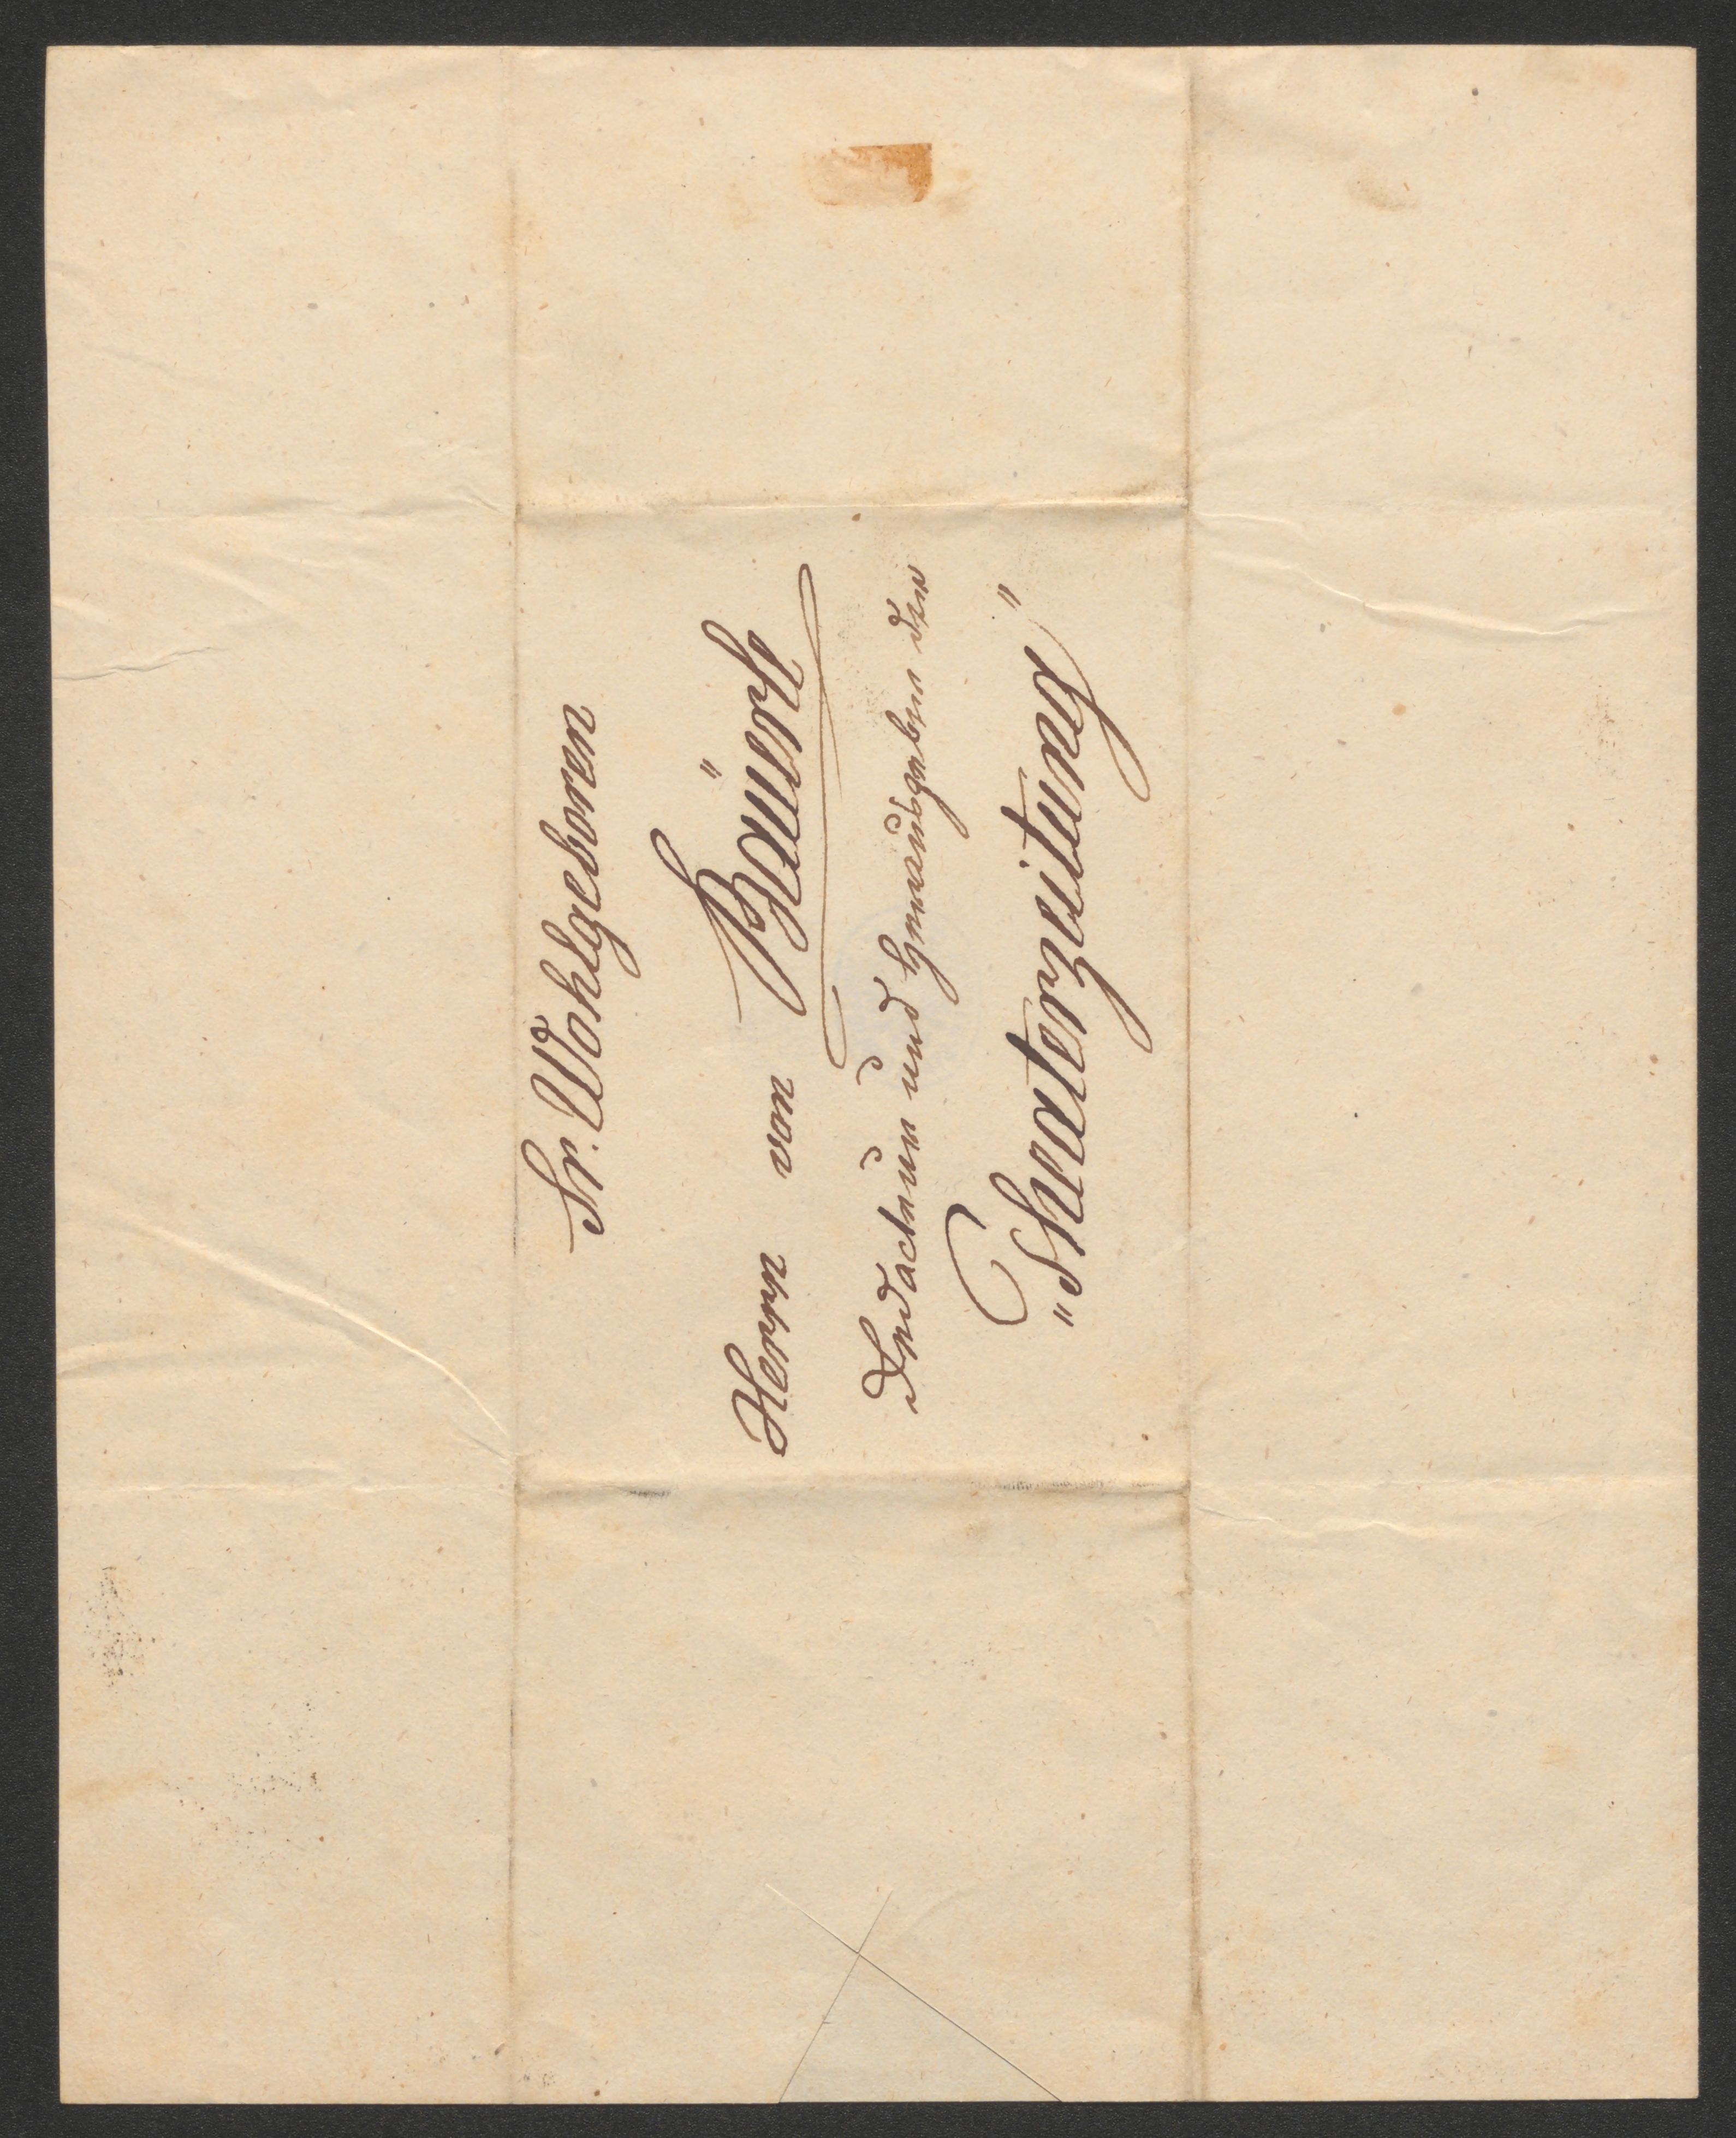 Sr. Wohlgeboren
Herrn von Bäuerle
Redacteur und Herausgeber der
"Theaterzeitung"